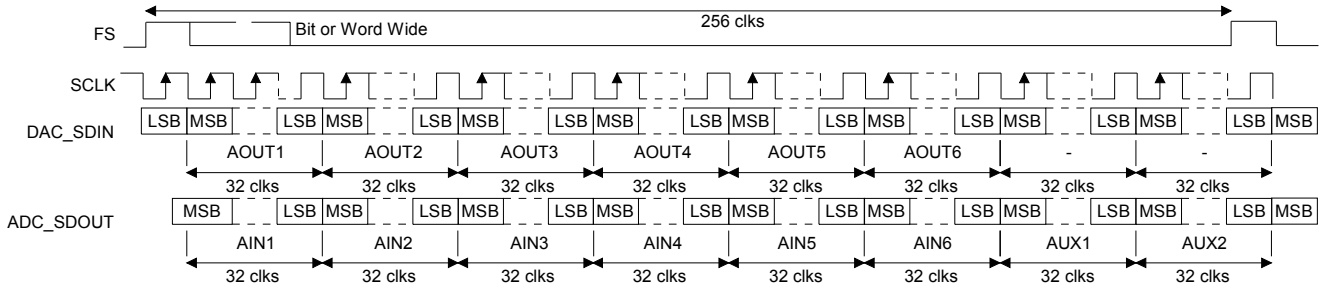 256 clks
FS
Bit or Word Wide
SCLK
DAC_SDIN
LSB MSB LSB MSB LSB MSB LSB MSB LSB MSB LSB MSB LSB MSB LSB MSB LSB MSB
AOUT1 AOUT2 AOUT3 AOUT4 AOUT5 AOUT6 - -
32 clks 32 clks 32 clks 32 clks 32 clks 32 clks 32 clks 32 clks
ADC_SDOUT
MSB LSB MSB LSB MSB LSB MSB LSB MSB LSB MSB LSB MSB LSB MSB LSB MSB
AIN1 AIN2 AIN3 AIN4 AIN5 AIN6 AUX1 AUX2
32 clks 32 clks 32 clks 32 clks 32 clks 32 clks 32 clks 32 clks